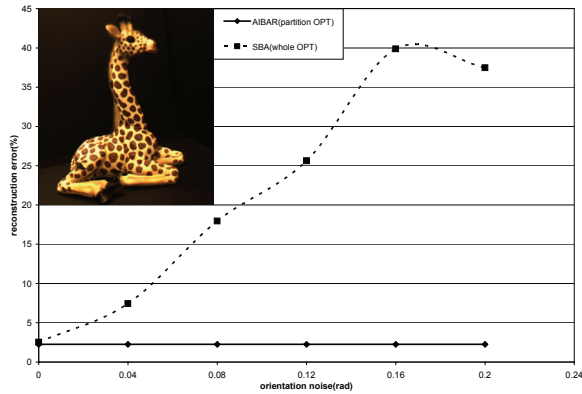 45
40
35
30
25
20
15
10
5
0
reconstruction error(%)
AIBAR(partition OPT)
SBA(whole OPT)
0 0.04 0.08 0.12 0.16 0.2 0.24
orientation noise(rad)